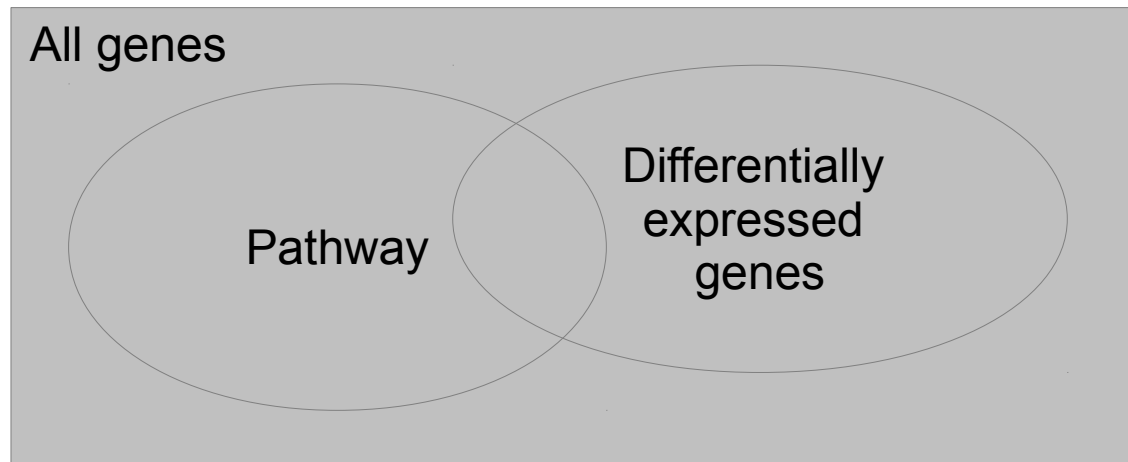 All genes
Differentially
expressed
genes
Pathway